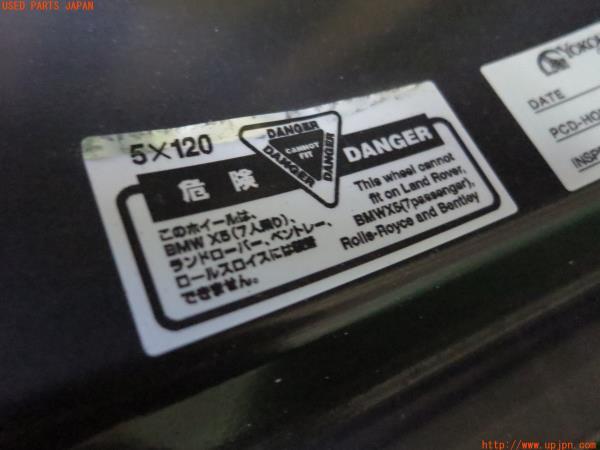 USED PARTS JAPAN
5×120
DANGER
DANGER
DANGER
CANNOT
FIT
危険
DANGER
このホイールは、
BMW X5(7人乗り)、
ランドローバー、ベントレー、
ロールスロイスには装着
できません。
This wheel cannot
fit on Land Rover,
BMWX5(7passenger),
Rolls-Royce and Bentley
DATE
http://www.upjpn.com/